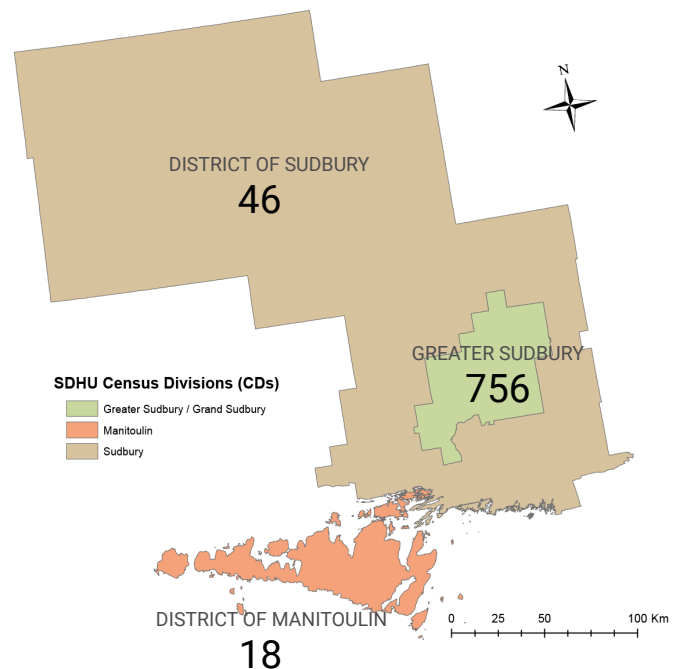 N
DISTRICT OF SUDBURY
46
GREATER SUDBURY
756
SDHU Census Divisions (CDs)
Greater Sudbury / Grand Sudbury
Manitoulin
Sudbury
DISTRICT OF MANITOULIN
18
0 25 50 100 Km